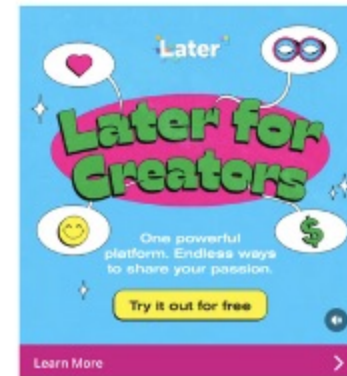 Later
Later for
Creators
One powerful
platform. Endless ways
to share your passion.
Try it out for free
Learn More